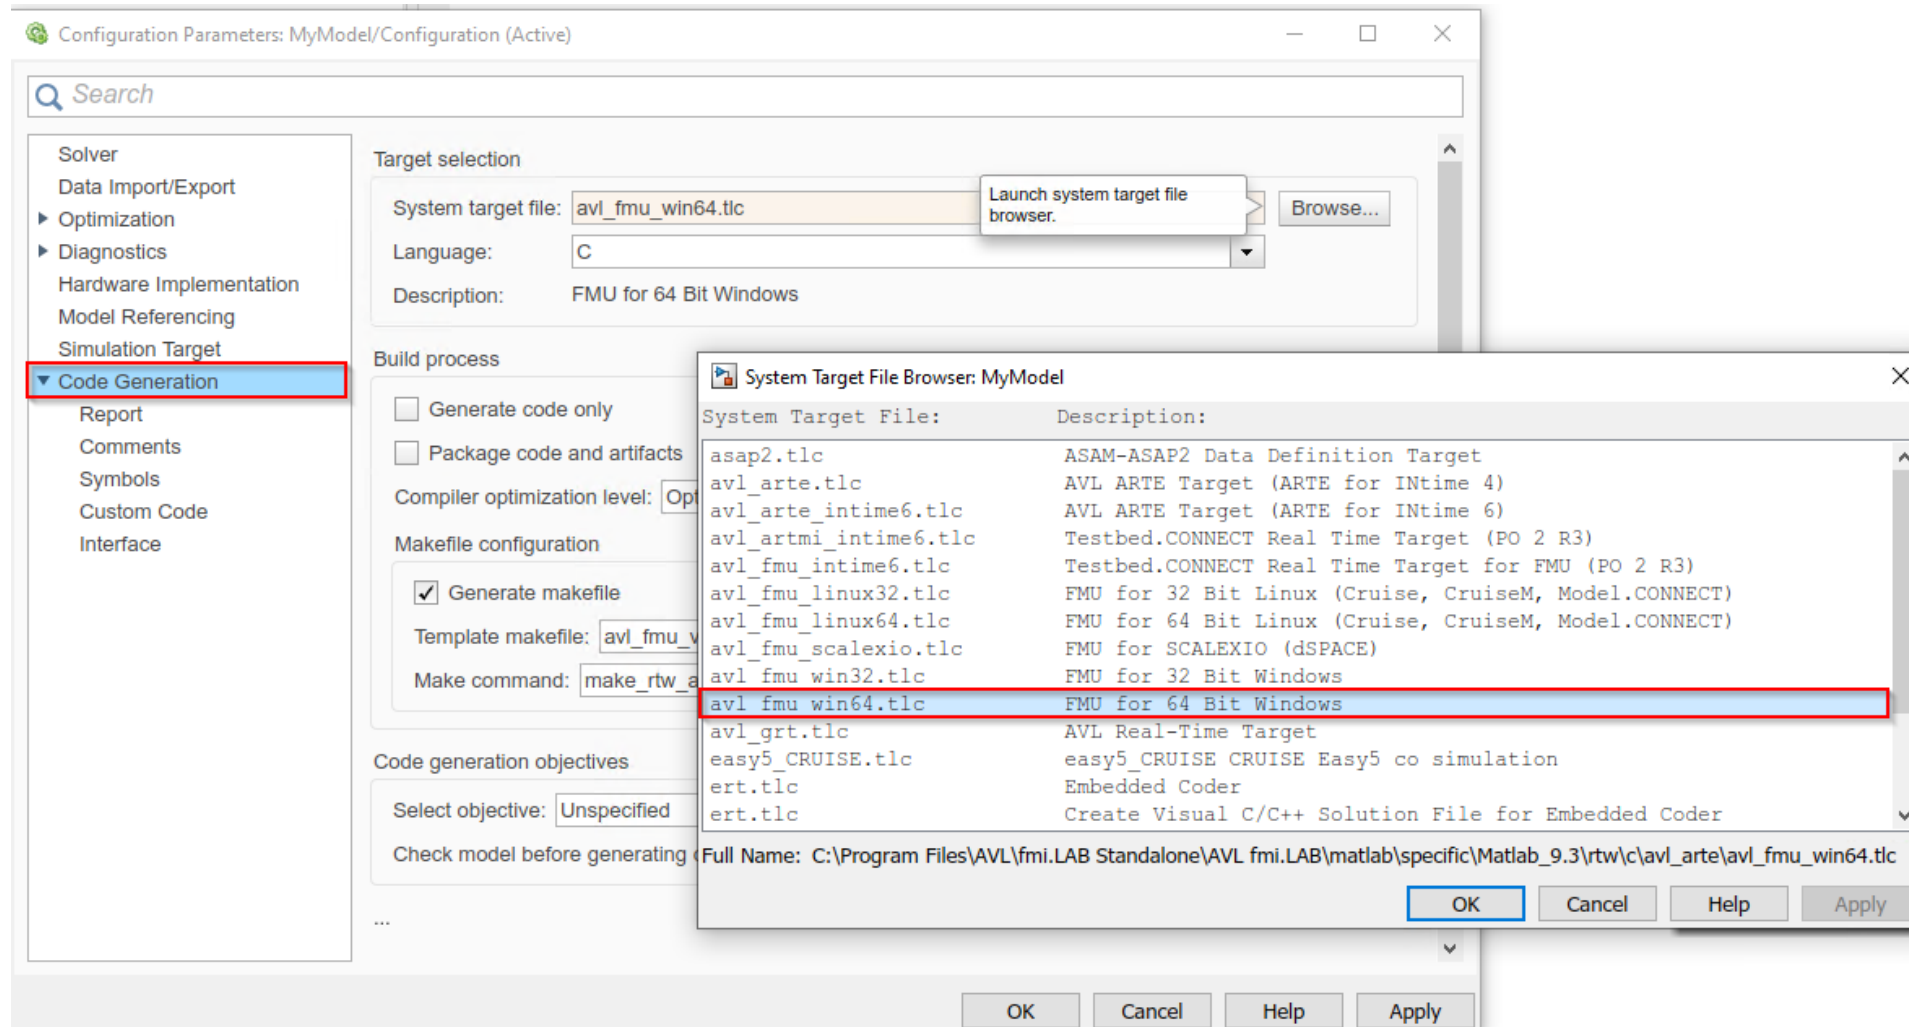 Configuration Parameters: MyModel/Configuration (Active)
Search
Solver
Data Import/Export
Optimization
Diagnostics
Hardware Implementation
Model Referencing
Simulation Target
Code Generation
Report
Comments
Symbols
Custom Code
Interface
Target selection
System target file: avl_fmu_win64.tlc
Launch system target file
browser.
Browse...
Language: C
Description: FMU for 64 Bit Windows
Build process
Generate code only
Package code and artifacts
Compiler optimization level: Opt
Makefile configuration
Generate makefile
Template makefile: avl_fmu_v
Make command: make_rtw_a
Code generation objectives
Select objective: Unspecified
Check model before generating c
...
OK Cancel Help Apply
System Target File Browser: MyModel
System Target File: Description:
asap2.tlc ASAM-ASAP2 Data Definition Target
avl_arte.tlc AVL ARTE Target (ARTE for INtime 4)
avl_arte_intime6.tlc AVL ARTE Target (ARTE for INtime 6)
avl_artmi_intime6.tlc Testbed.CONNECT Real Time Target (PO 2 R3)
avl_fmu_intime6.tlc Testbed.CONNECT Real Time Target for FMU (PO 2 R3)
avl_fmu_linux32.tlc FMU for 32 Bit Linux (Cruise, CruiseM, Model.CONNECT)
avl_fmu_linux64.tlc FMU for 64 Bit Linux (Cruise, CruiseM, Model.CONNECT)
avl_fmu_scalexio.tlc FMU for SCALEXIO (dSPACE)
avl_fmu_win32.tlc FMU for 32 Bit Windows
avl_fmu_win64.tlc FMU for 64 Bit Windows
avl_grt.tlc AVL Real-Time Target
easy5_CRUISE.tlc easy5_CRUISE CRUISE Easy5 co simulation
ert.tlc Embedded Coder
ert.tlc Create Visual C/C++ Solution File for Embedded Coder
Full Name: C:\Program Files\AVL\fmi.LAB Standalone\AVL fmi.LAB\matlab\specific\Matlab_9.3\rtw\c\avl_arte\avl_fmu_win64.tlc
OK Cancel Help Apply